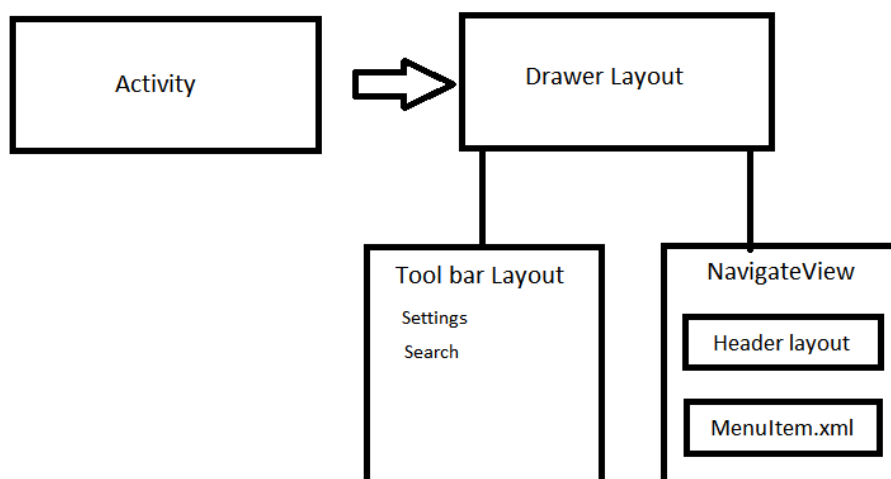 Activity
Drawer Layout
Tool bar Layout
Settings
Search
NavigateView
Header layout
MenuItem.xml